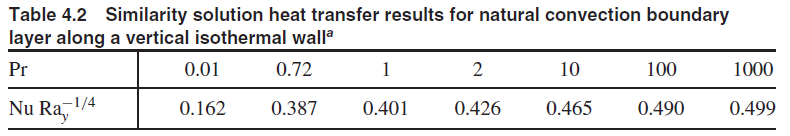 Table 4.2 Similarity solution heat transfer results for natural convection boundary
layer along a vertical isothermal wallᵃ
Pr 0.01 0.72 1 2 10 100 1000
Nu Ra_y^{-1/4} 0.162 0.387 0.401 0.426 0.465 0.490 0.499